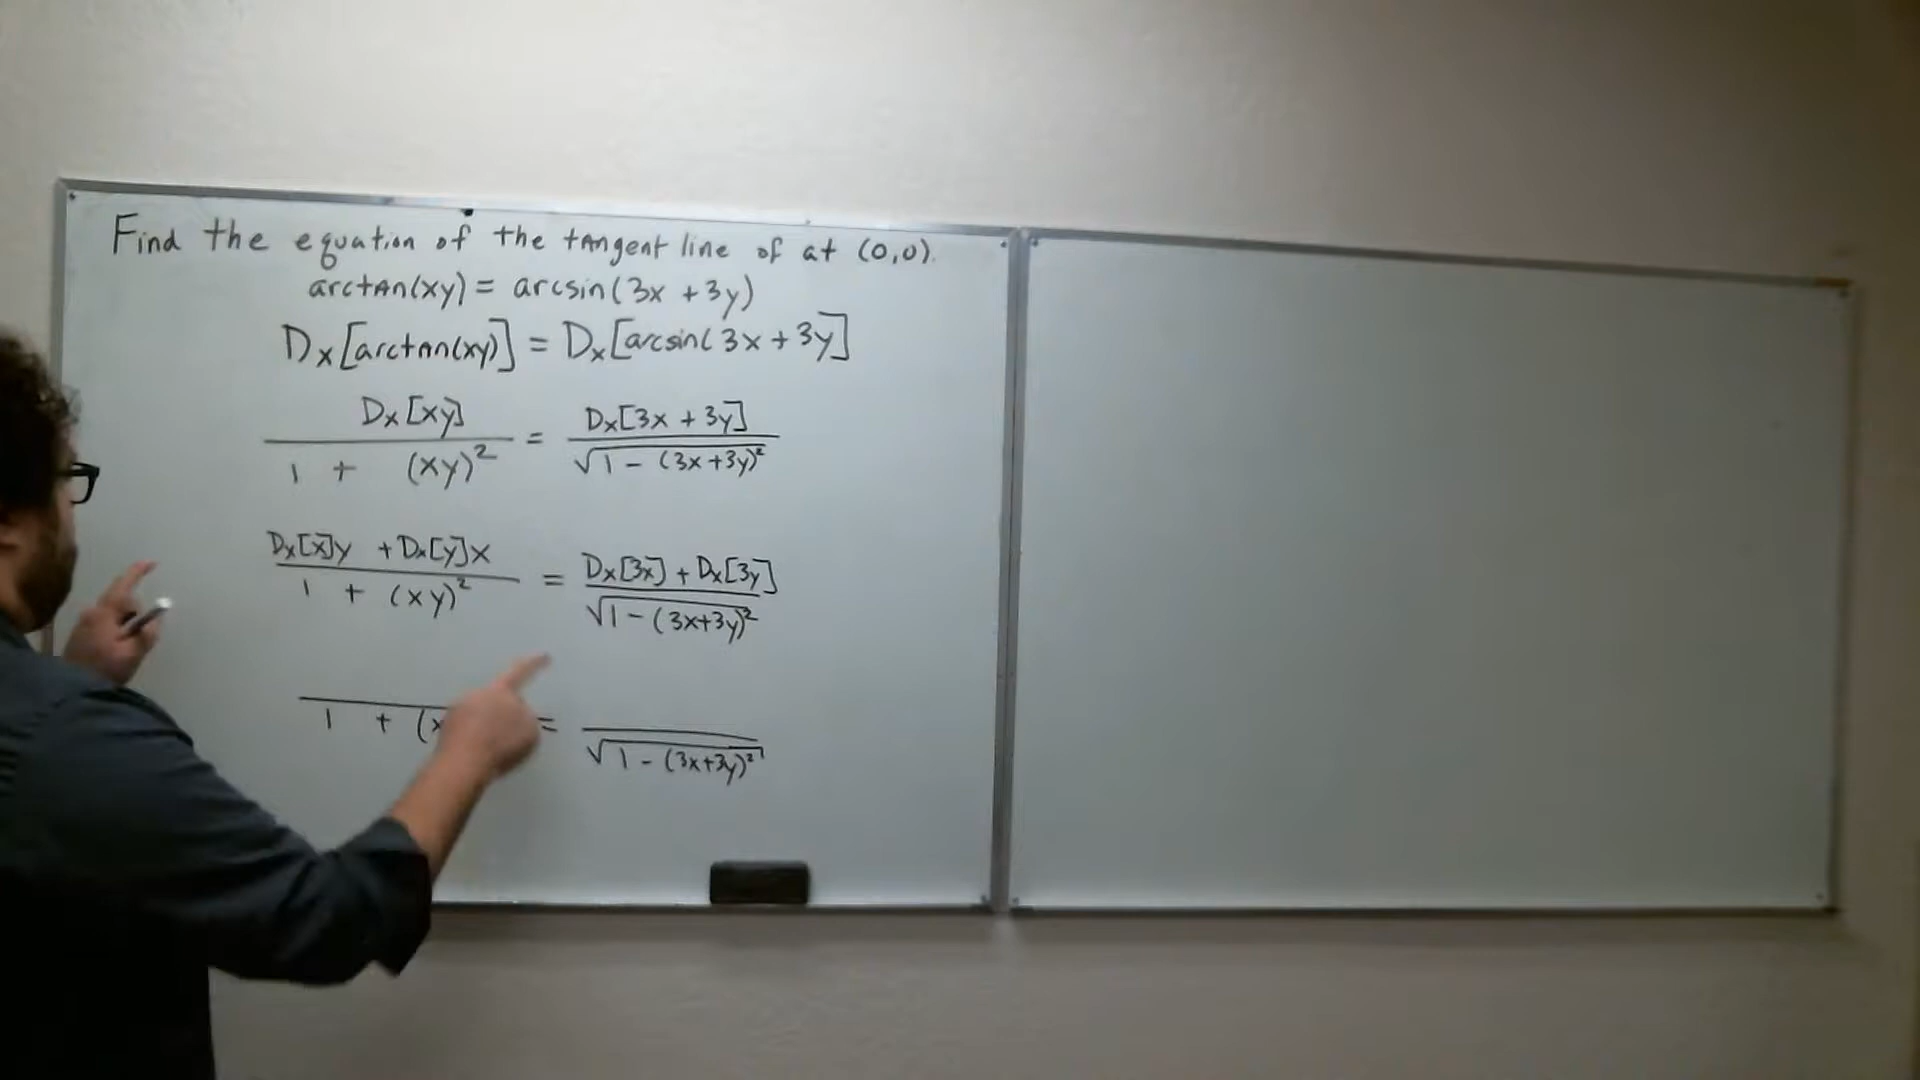 Find the equation of the tangent line of at (0,0).
arctan(xy) = arcsin(3x + 3y)
Dx[arctan(xy)] = Dx[arcsin(3x + 3y]
Dx[xy] / 1 + (xy)² = Dx[3x + 3y] / √1 - (3x+3y)²
Dx[x]y + Dx[y]x / 1 + (xy)² = Dx[3x] + Dx[3y] / √1 - (3x+3y)²
1 + (x = √1 - (3x+3y)²